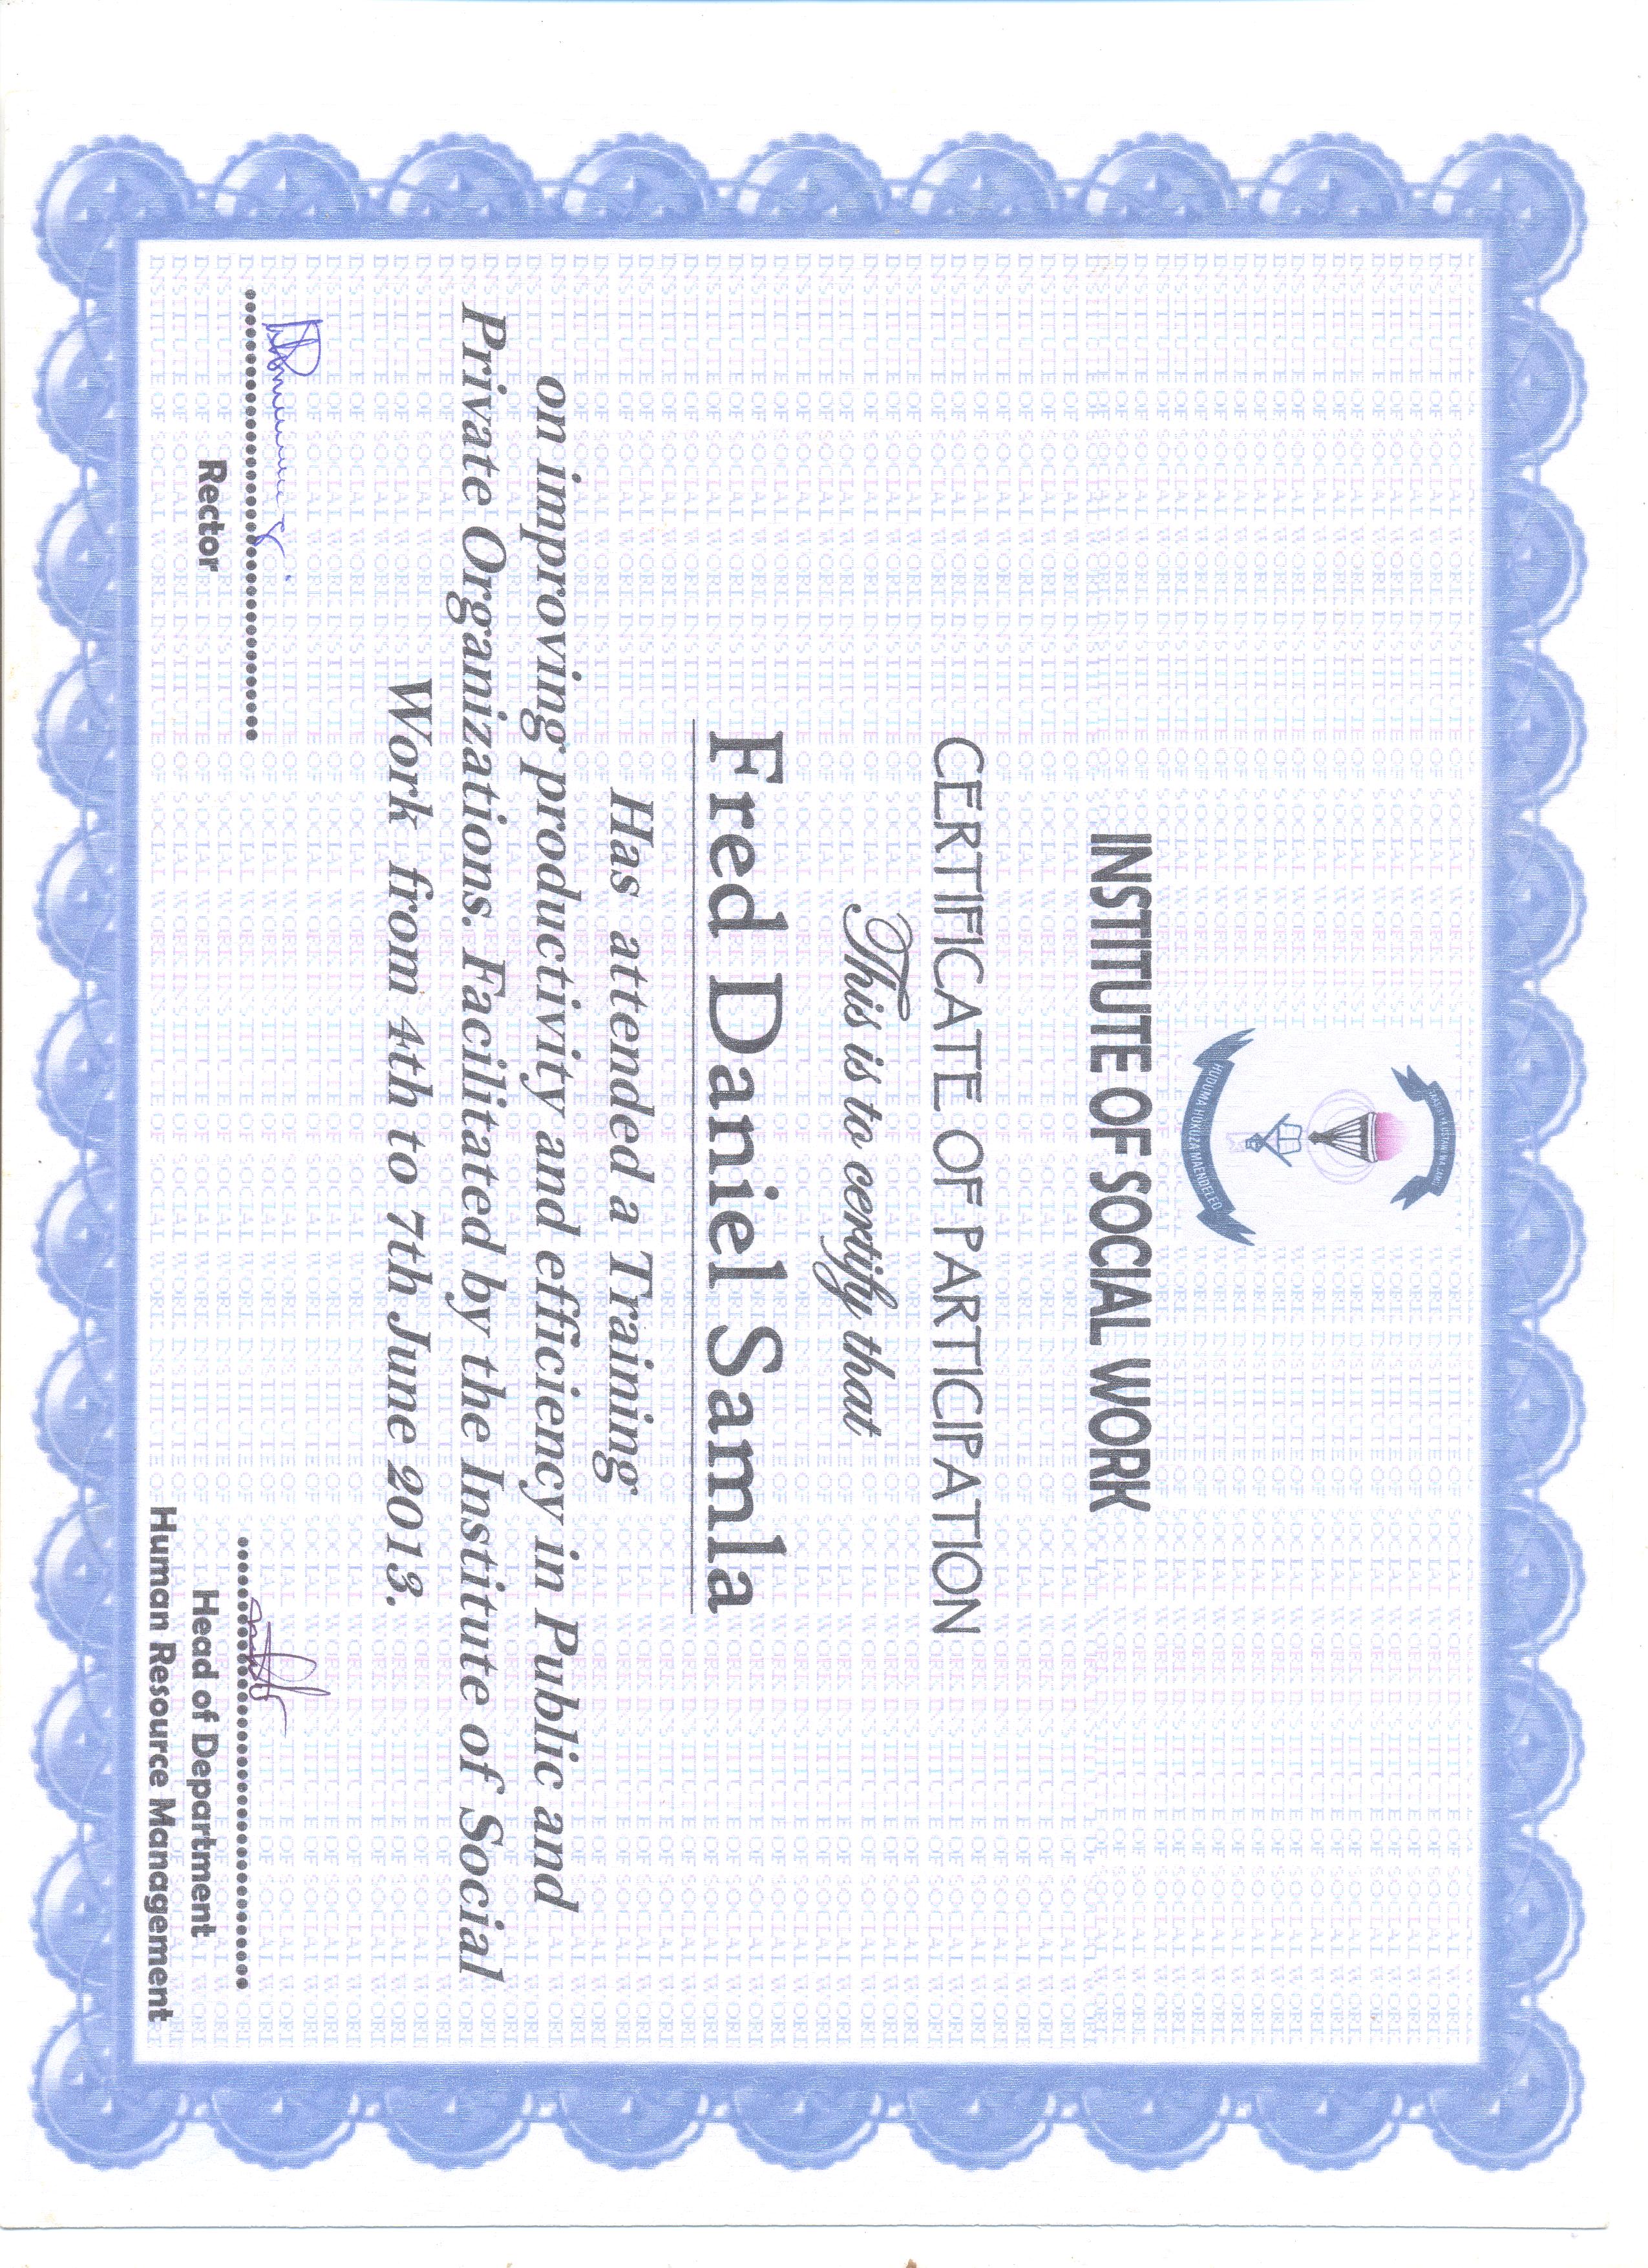 HUDUMA HUKUZA MAENDELEO
INSTITUTE OF SOCIAL WORK
CERTIFICATE OF PARTICIPATION
This is to certify that
Fred Daniel Samla
Has attended a Training
on improving productivity and efficiency in Public and
Private Organizations. Facilitated by the Institute of Social
Work from 4th to 7th June 2013.
Rector
Head of Department
Human Resource Management